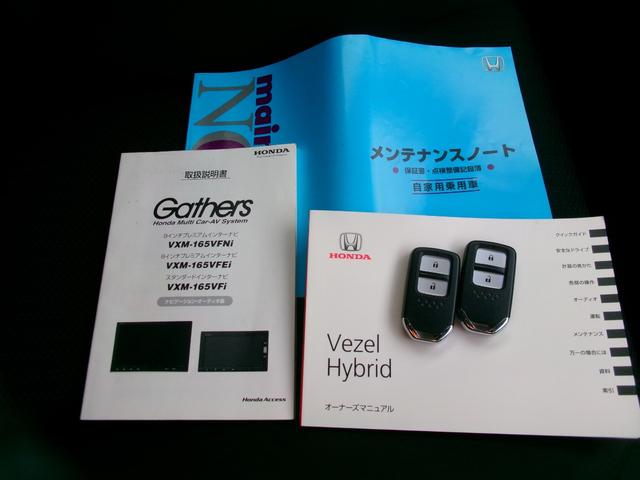 main
NO
メンテナンスノート
保証書・点検整備記録簿
自家用乗用車
HONDA
取扱説明書
Gathers
Honda Multi Car-AV System
9インチプレミアムインターナビ
VXM-165VFNi
8インチプレミアムインターナビ
VXM-165VFEi
スタンダードインターナビ
VXM-165VFi
ナビゲーション・オーディオ編
Honda Access
HONDA
Vezel
Hybrid
オーナーズマニュアル
クイックガイド
安全なドライブ
計器の見かた
各部の操作
オーディオ
運転
メンテナンス
万一の場合には
資料
索引